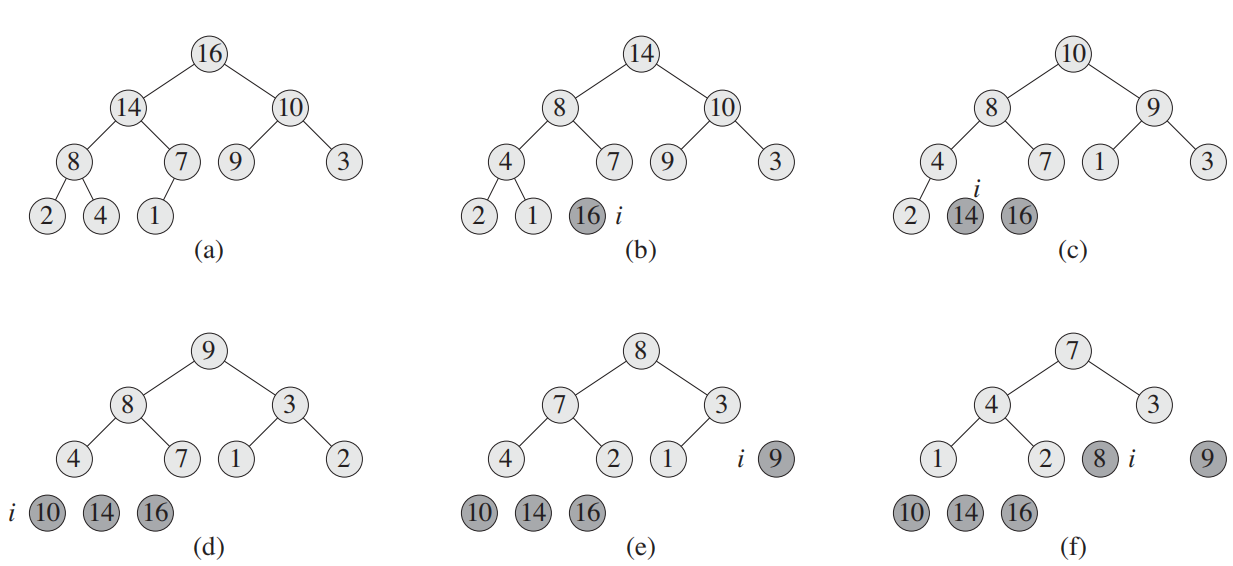 16 14 10
14 10 8 10 8 9
8 7 9 3 4 7 9 3 4 7 1 3
i
2 4 1 2 1 16 i 2 14 16
(a) (b) (c)
9 8 7
8 3 7 3 4 3
4 7 1 2 4 2 1 i 9 1 2 8 i 9
i 10 14 16 10 14 16 10 14 16
(d) (e) (f)